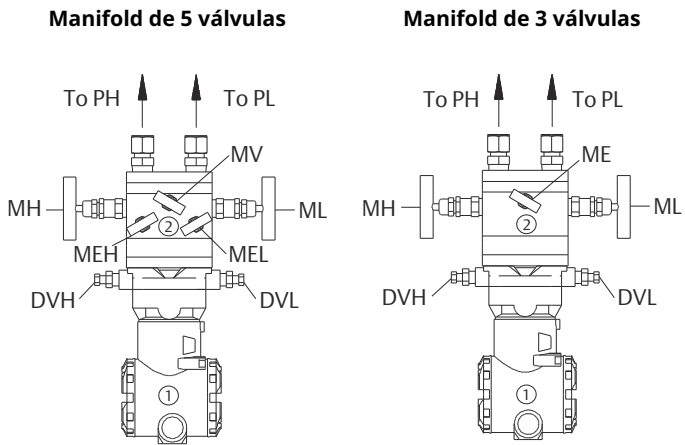 Manifold de 5 válvulas
To PH
To PL
MV
MH
ML
2
MEH
MEL
DVH
DVL
1
Manifold de 3 válvulas
To PH
To PL
ME
MH
ML
2
DVH
DVL
1